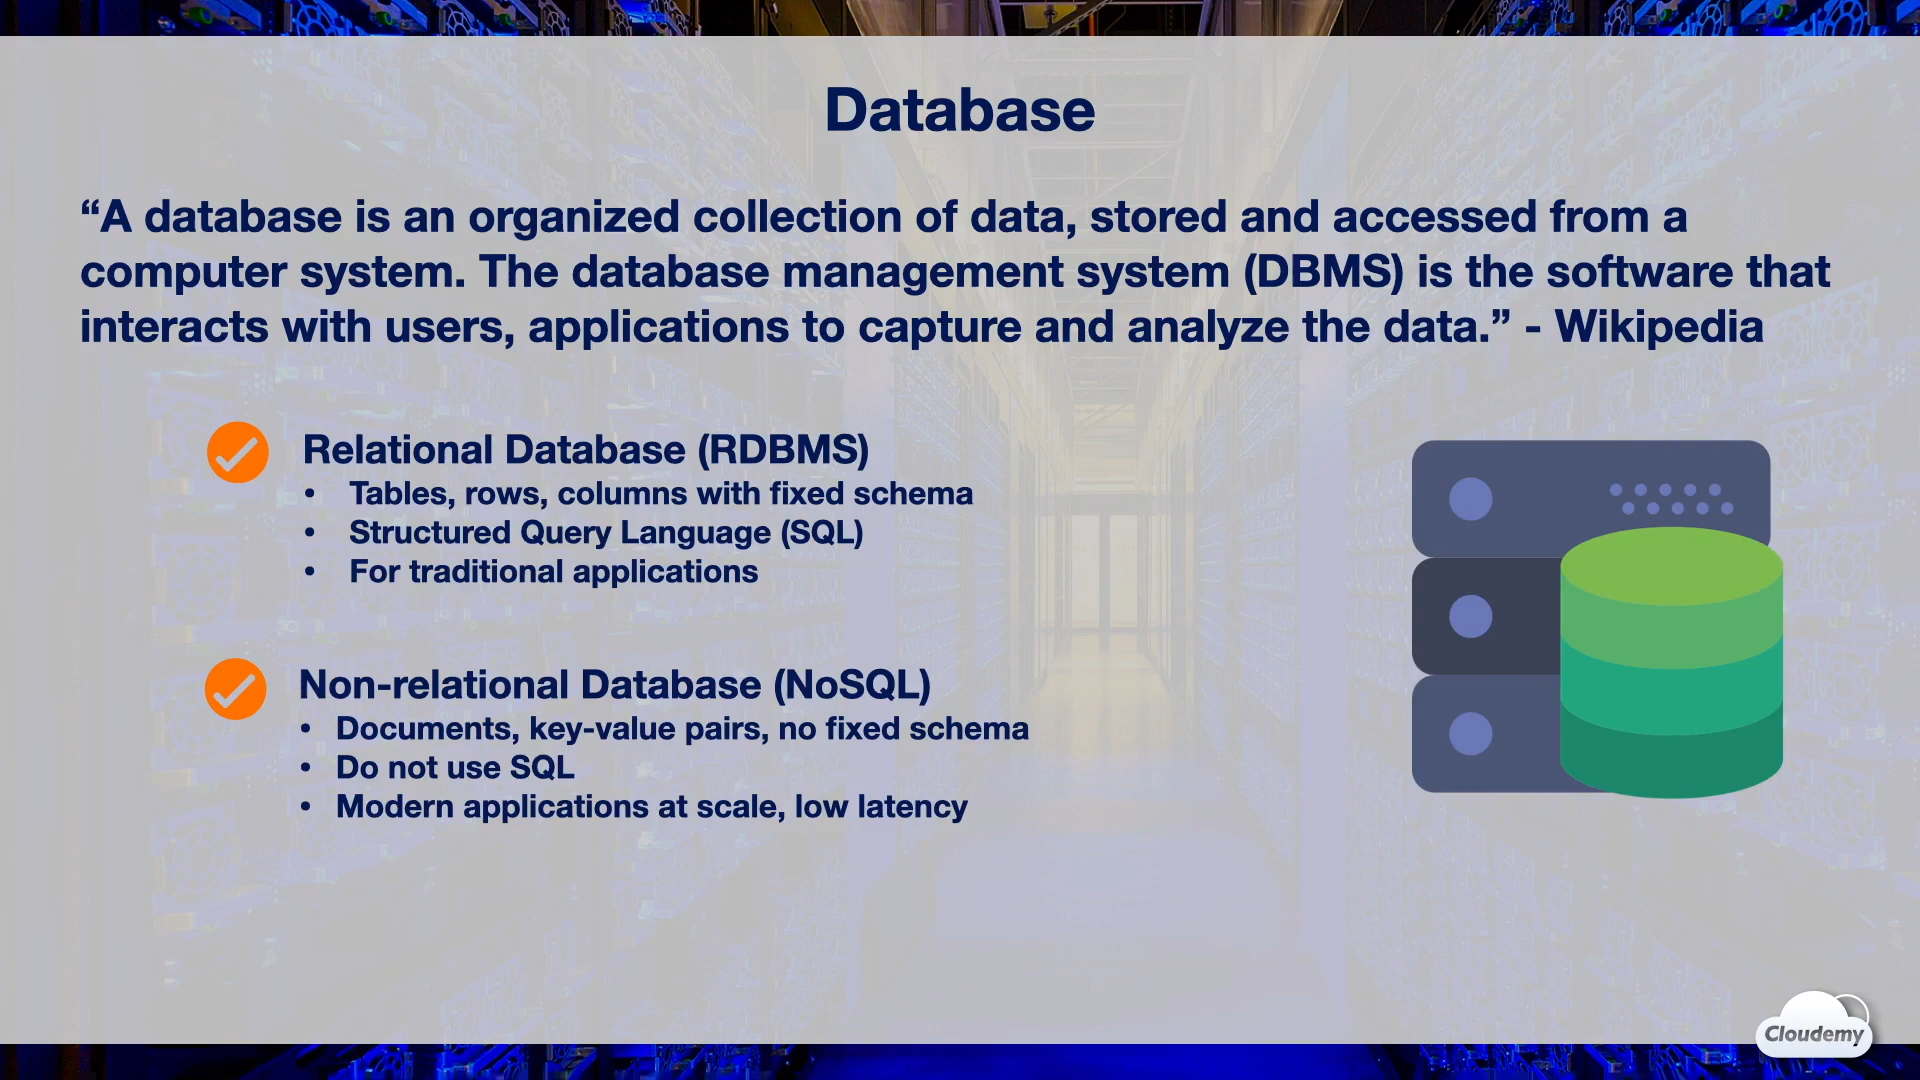 Database
“A database is an organized collection of data, stored and accessed from a
computer system. The database management system (DBMS) is the software that
interacts with users, applications to capture and analyze the data.” - Wikipedia
Relational Database (RDBMS)
• Tables, rows, columns with fixed schema
• Structured Query Language (SQL)
• For traditional applications
Non-relational Database (NoSQL)
• Documents, key-value pairs, no fixed schema
• Do not use SQL
• Modern applications at scale, low latency
Cloudemy